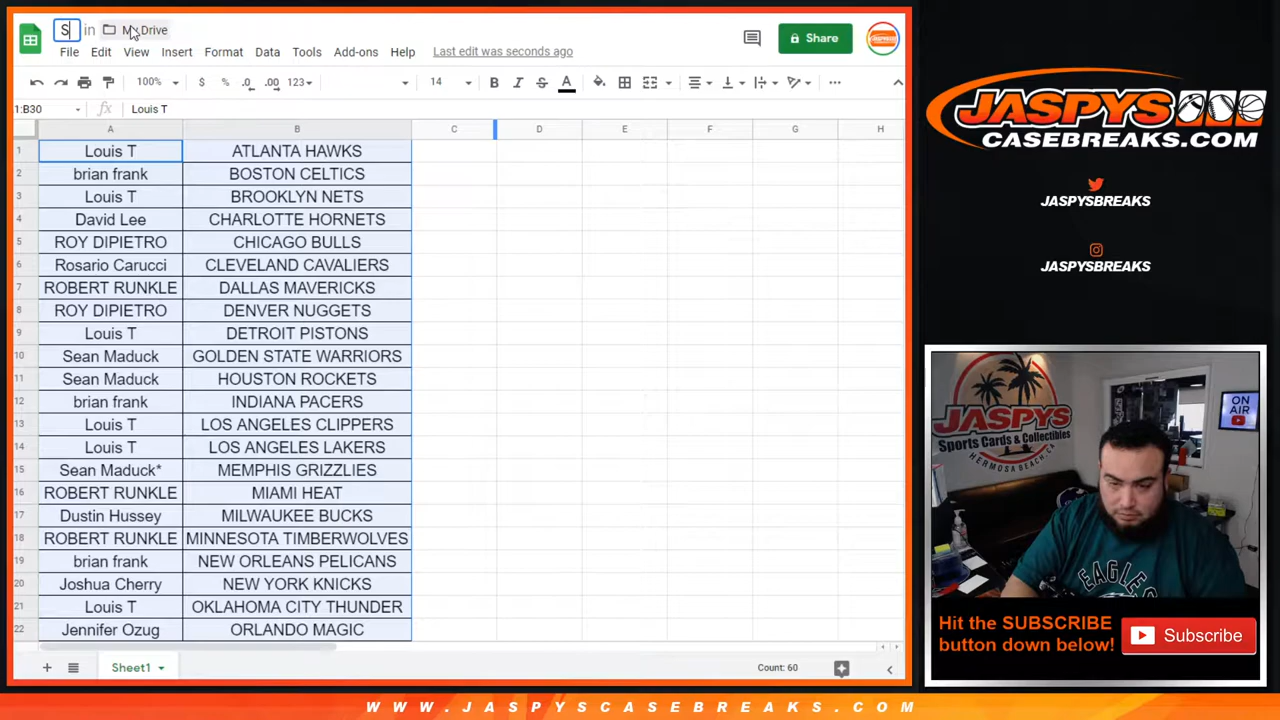 S in My Drive
File Edit View Insert Format Data Tools Add-ons Help Last edit was seconds ago
Share
100% $ % .0 .00 123 14 B I S A
1:B30 fx Louis T
A B C D E F G H
1 Louis T ATLANTA HAWKS
2 brian frank BOSTON CELTICS
3 Louis T BROOKLYN NETS
4 David Lee CHARLOTTE HORNETS
5 ROY DIPIETRO CHICAGO BULLS
6 Rosario Carucci CLEVELAND CAVALIERS
7 ROBERT RUNKLE DALLAS MAVERICKS
8 ROY DIPIETRO DENVER NUGGETS
9 Louis T DETROIT PISTONS
10 Sean Maduck GOLDEN STATE WARRIORS
11 Sean Maduck HOUSTON ROCKETS
12 brian frank INDIANA PACERS
13 Louis T LOS ANGELES CLIPPERS
14 Louis T LOS ANGELES LAKERS
15 Sean Maduck* MEMPHIS GRIZZLIES
16 ROBERT RUNKLE MIAMI HEAT
17 Dustin Hussey MILWAUKEE BUCKS
18 ROBERT RUNKLE MINNESOTA TIMBERWOLVES
19 brian frank NEW ORLEANS PELICANS
20 Joshua Cherry NEW YORK KNICKS
21 Louis T OKLAHOMA CITY THUNDER
22 Jennifer Ozug ORLANDO MAGIC
Sheet1
Count: 60
JASPYS
CASEBREAKS.COM
JASPYSBREAKS
JASPYSBREAKS
JASPYS
Sports Cards & Collectibles
HERMOSA BEACH, CA
ON AIR
EAGLES
Hit the SUBSCRIBE
button down below!
Subscribe
WWW.JASPYSCASEBREAKS.COM